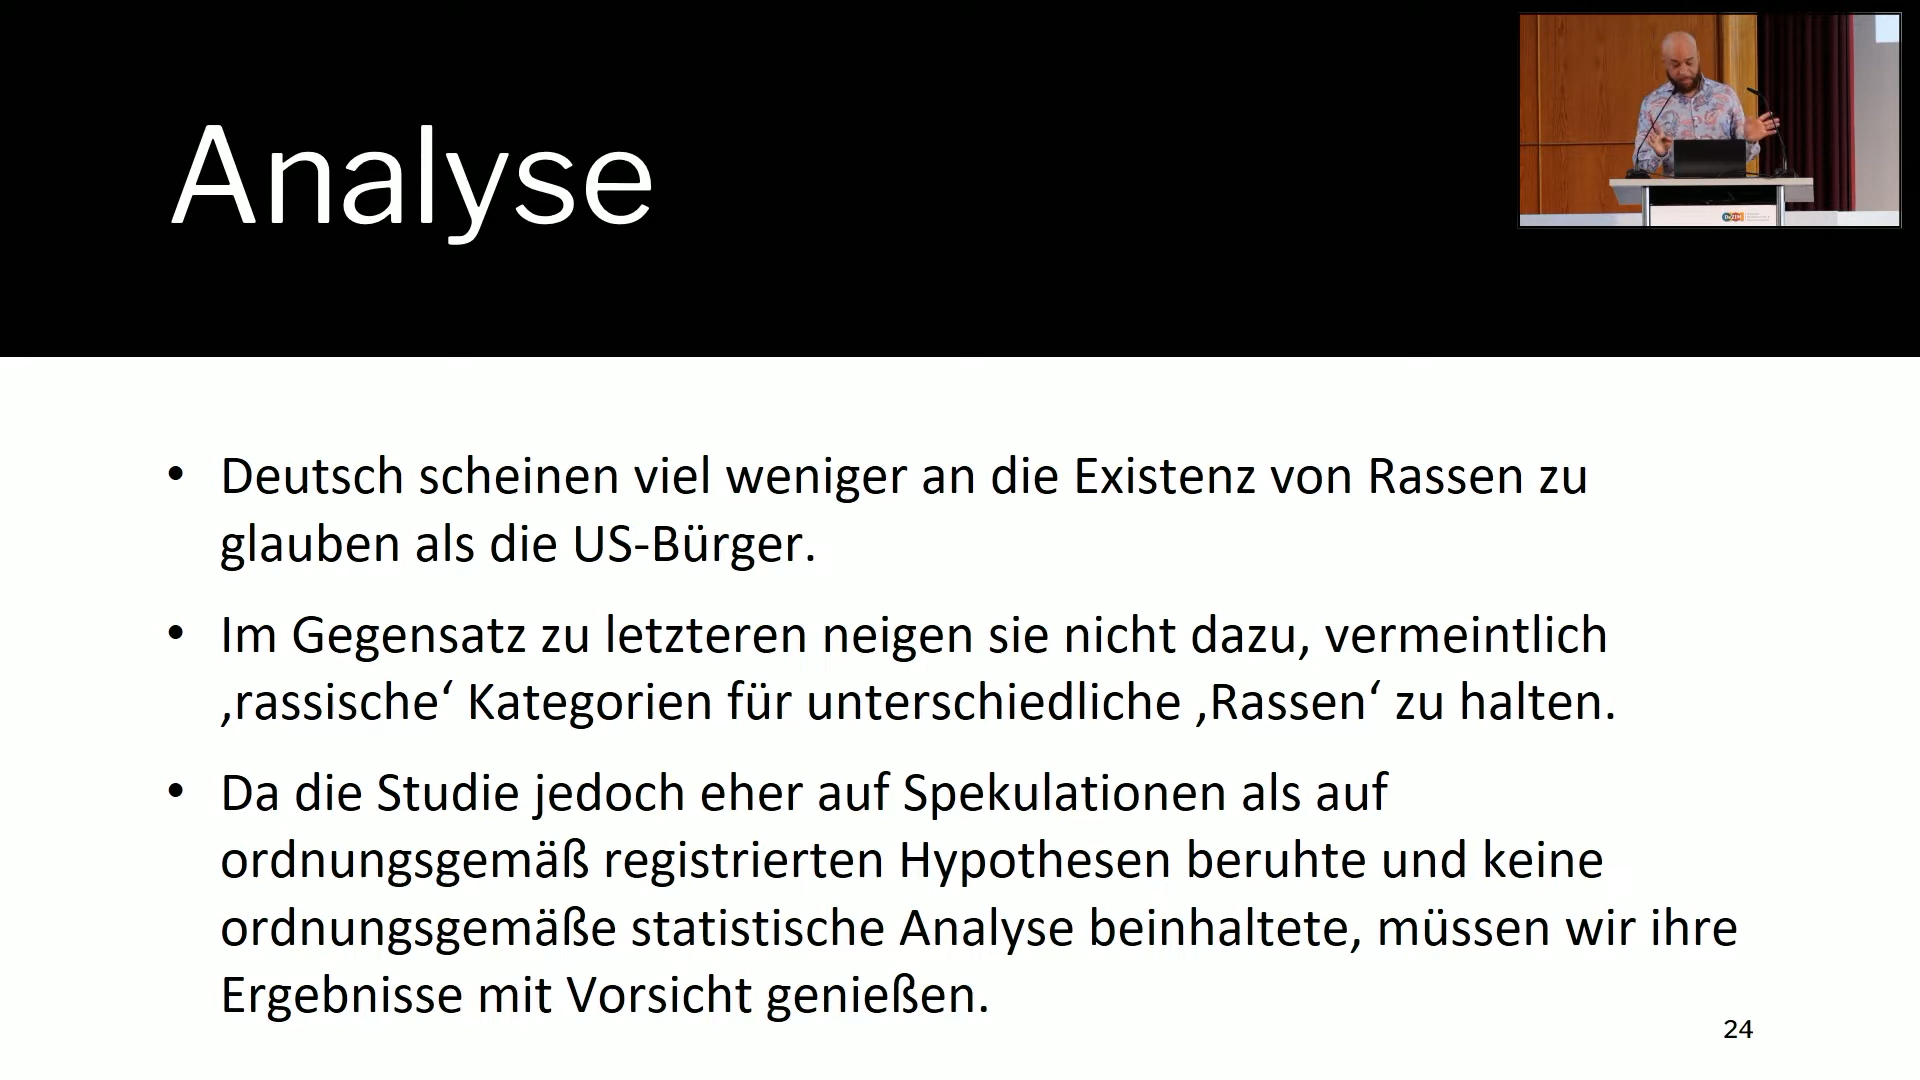 Analyse
• Deutsch scheinen viel weniger an die Existenz von Rassen zu
glauben als die US-Bürger.
• Im Gegensatz zu letzteren neigen sie nicht dazu, vermeintlich
‚rassische‘ Kategorien für unterschiedliche ‚Rassen‘ zu halten.
• Da die Studie jedoch eher auf Spekulationen als auf
ordnungsgemäß registrierten Hypothesen beruhte und keine
ordnungsgemäße statistische Analyse beinhaltete, müssen wir ihre
Ergebnisse mit Vorsicht genießen.
24